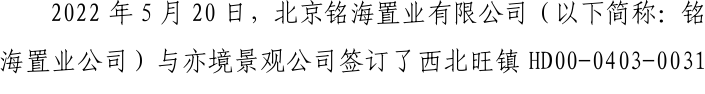 2022 年 5 月 20 日，北京铭海置业有限公司（以下简称：铭
海置业公司）与亦境景观公司签订了西北旺镇 HD00-0403-0031